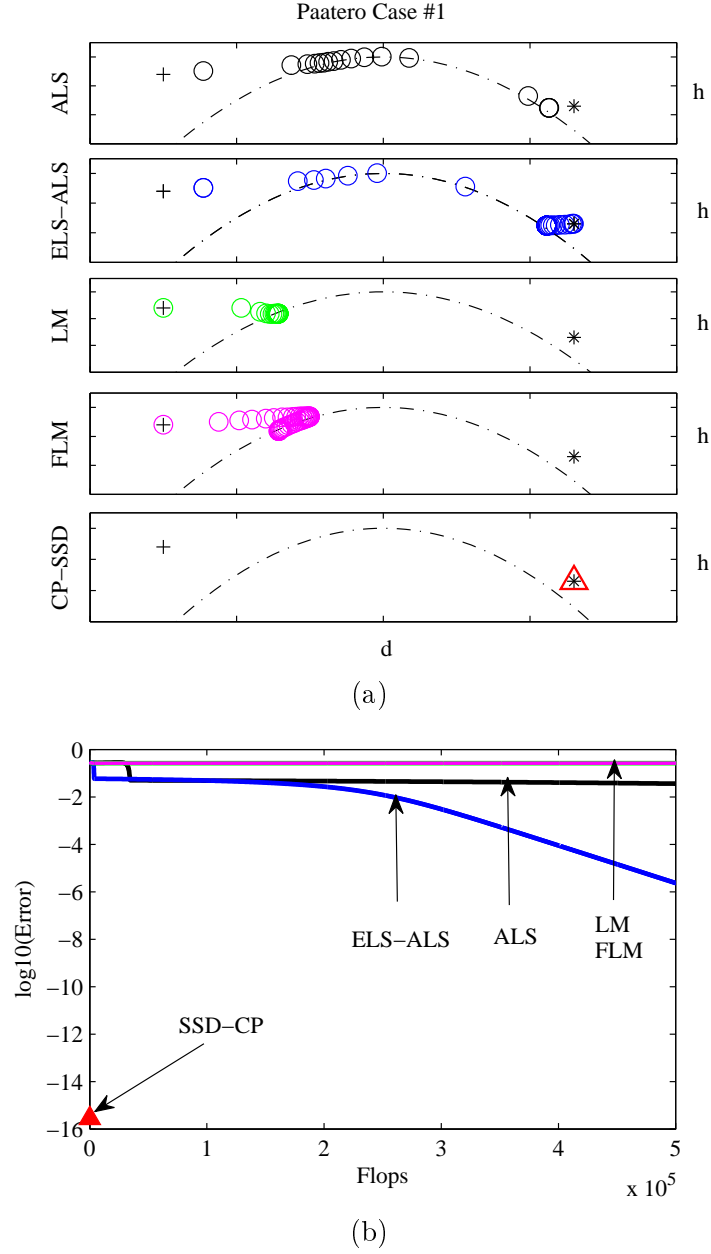 Paatero Case #1
ALS
h
ELS−ALS
h
LM
h
FLM
h
CP−SSD
h
d
(a)
0
−2
−4
−6
−8
−10
−12
−14
−16
log10(Error)
ELS−ALS
ALS
LM
FLM
SSD−CP
0
1
2
3
4
5
Flops
x 10^5
(b)